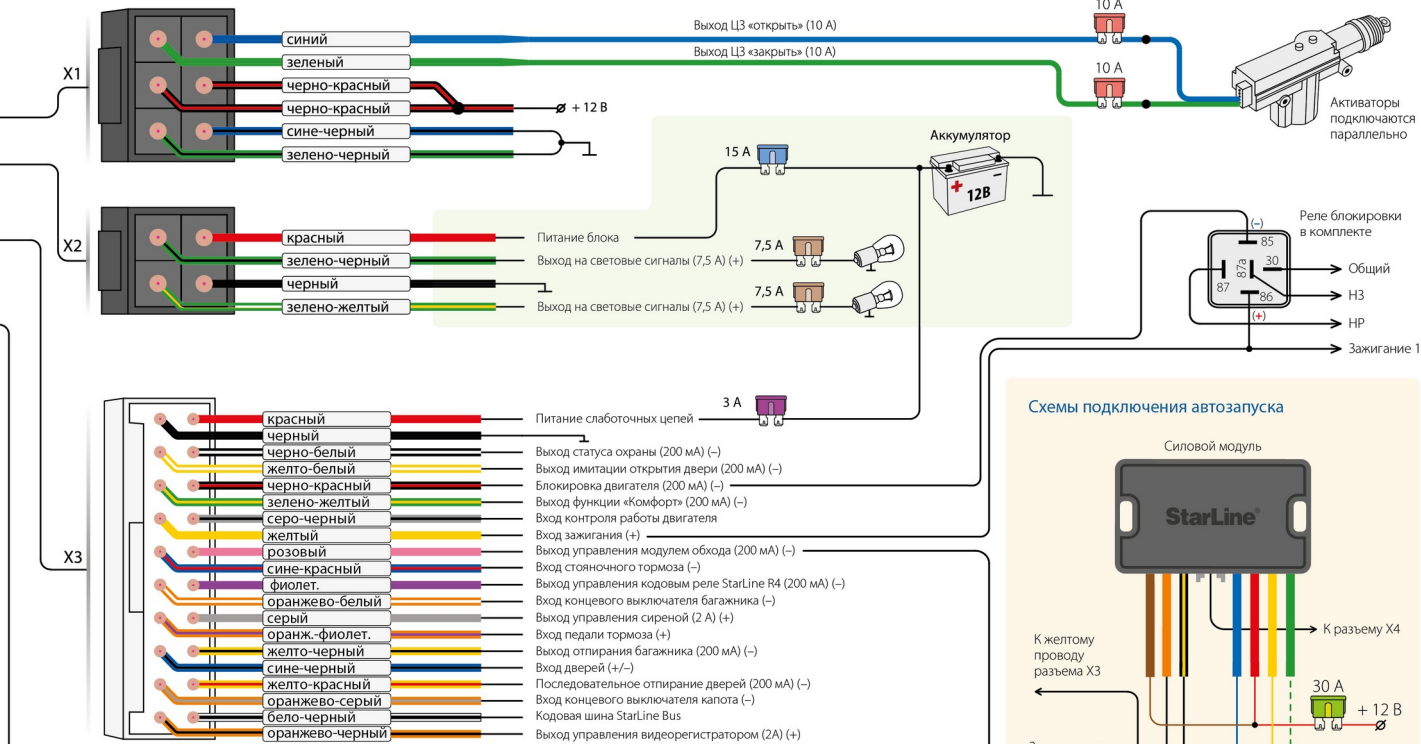 X1
синий
зеленый
черно-красный
черно-красный
сине-черный
зелено-черный
Выход ЦЗ «открыть» (10 А)
Выход ЦЗ «закрыть» (10 А)
10 А
10 А
+ 12 В
Активаторы
подключаются
параллельно
X2
красный
зелено-черный
черный
зелено-желтый
Питание блока
Выход на световые сигналы (7,5 А) (+)
Выход на световые сигналы (7,5 А) (+)
15 А
7,5 А
7,5 А
Аккумулятор
+ –
12В
Реле блокировки
в комплекте
(–)
85
30
87a
87
86
(+)
Общий
НЗ
НР
Зажигание 1
X3
красный
черный
черно-белый
желто-белый
черно-красный
зелено-желтый
серо-черный
желтый
розовый
сине-красный
фиолет.
оранжево-белый
серый
оранж.-фиолет.
желто-черный
сине-черный
желто-красный
оранжево-серый
бело-черный
оранжево-черный
Питание слаботочных цепей
3 А
Выход статуса охраны (200 мА) (–)
Выход имитации открытия двери (200 мА) (–)
Блокировка двигателя (200 мА) (–)
Выход функции «Комфорт» (200 мА) (–)
Вход контроля работы двигателя
Вход зажигания (+)
Выход управления модулем обхода (200 мА) (–)
Вход стояночного тормоза (–)
Выход управления кодовым реле StarLine R4 (200 мА) (–)
Вход концевого выключателя багажника (–)
Выход управления сиреной (2 А) (+)
Вход педали тормоза (+)
Выход отпирания багажника (200 мА) (–)
Вход дверей (+/–)
Последовательное отпирание дверей (200 мА) (–)
Вход концевого выключателя капота (–)
Кодовая шина StarLine Bus
Выход управления видеорегистратором (2А) (+)
Схемы подключения автозапуска
Силовой модуль
StarLine®
К разъему X4
К желтому
проводу
разъема X3
30 А
+ 12 В